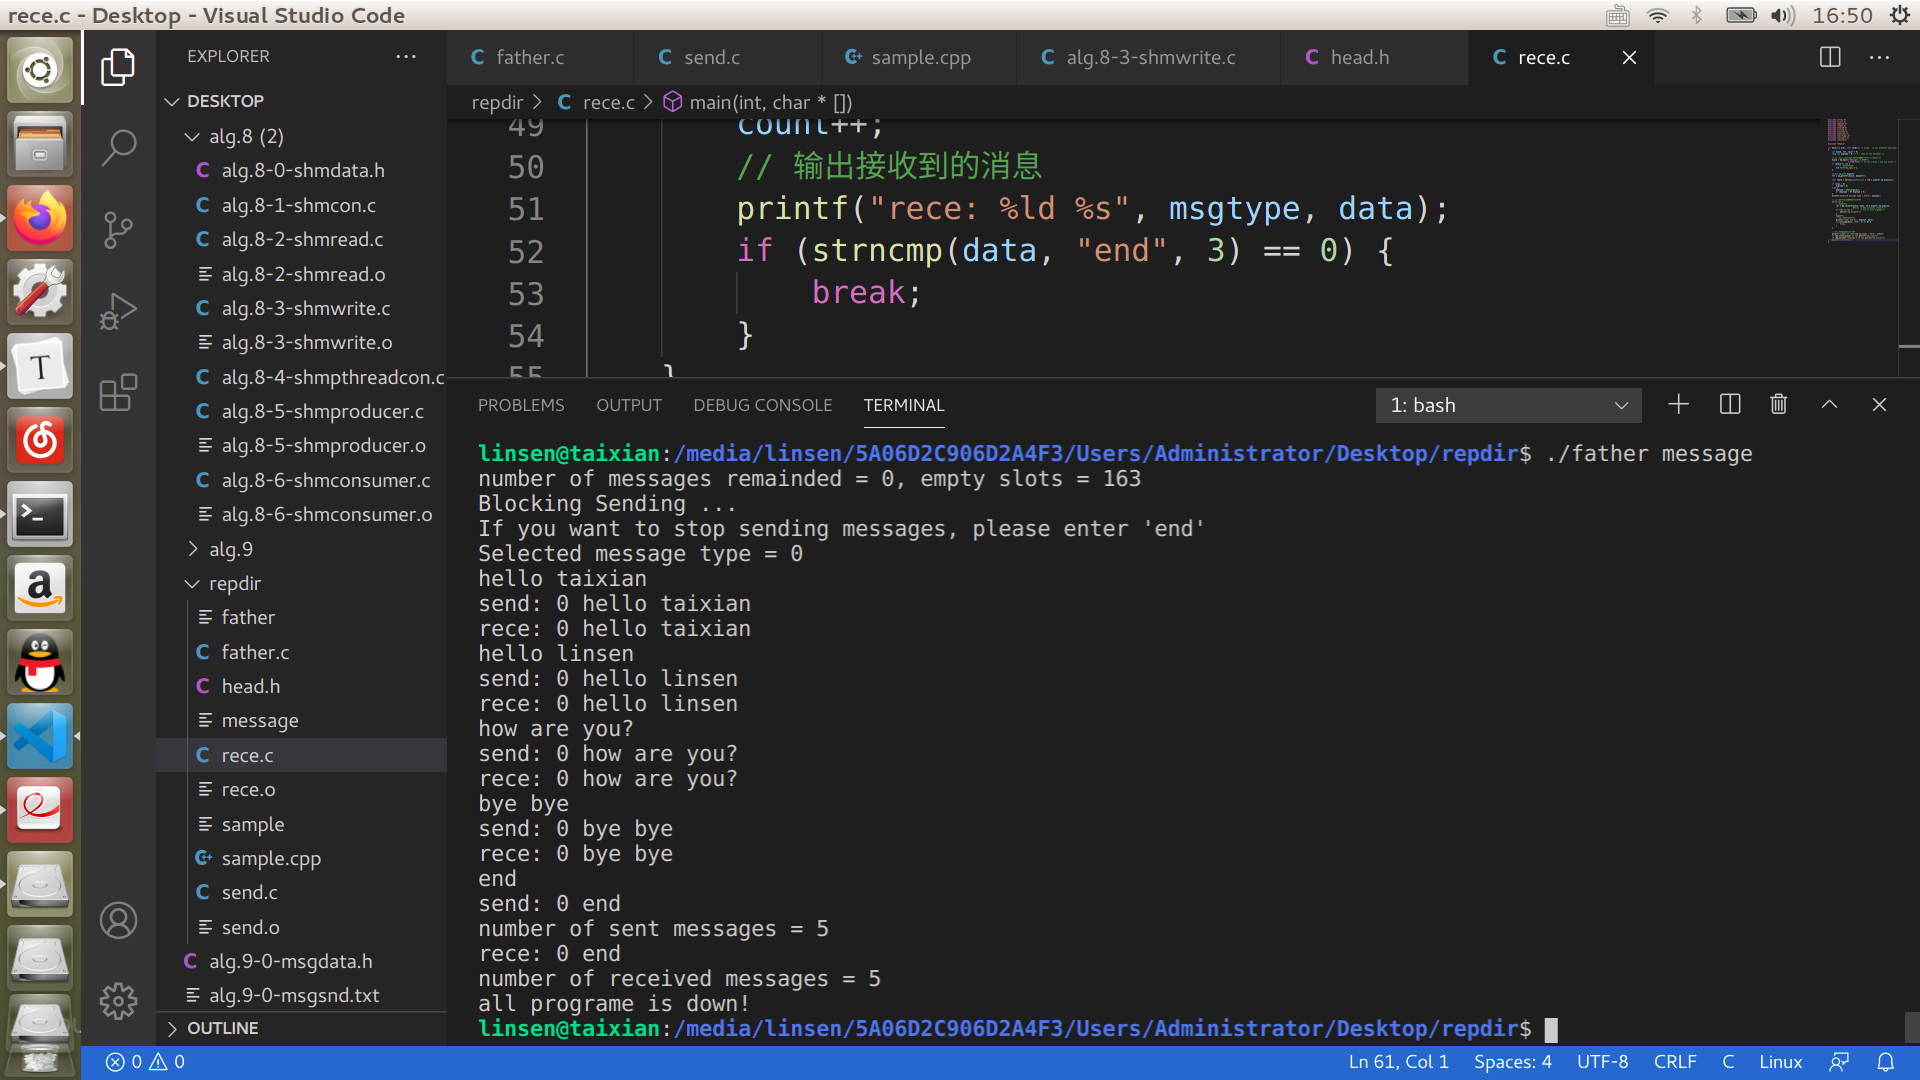 rece.c - Desktop - Visual Studio Code
16:50
EXPLORER
father.c
send.c
sample.cpp
alg.8-3-shmwrite.c
head.h
rece.c
DESKTOP
repdir
rece.c
main(int, char * [])
alg.8 (2)
alg.8-0-shmdata.h
alg.8-1-shmcon.c
alg.8-2-shmread.c
alg.8-2-shmread.o
alg.8-3-shmwrite.c
alg.8-3-shmwrite.o
alg.8-4-shmpthreadcon.c
alg.8-5-shmproducer.c
alg.8-5-shmproducer.o
alg.8-6-shmconsumer.c
alg.8-6-shmconsumer.o
alg.9
repdir
father
father.c
head.h
message
rece.c
rece.o
sample
sample.cpp
send.c
send.o
alg.9-0-msgdata.h
alg.9-0-msgsnd.txt
OUTLINE
49 count++;
50 // 输出接收到的消息
51 printf("rece: %ld %s", msgtype, data);
52 if (strncmp(data, "end", 3) == 0) {
53 break;
54 }
55 }
PROBLEMS
OUTPUT
DEBUG CONSOLE
TERMINAL
1: bash
linsen@taixian:/media/linsen/5A06D2C906D2A4F3/Users/Administrator/Desktop/repdir$ ./father message
number of messages remainded = 0, empty slots = 163
Blocking Sending ...
If you want to stop sending messages, please enter 'end'
Selected message type = 0
hello taixian
send: 0 hello taixian
rece: 0 hello taixian
hello linsen
send: 0 hello linsen
rece: 0 hello linsen
how are you?
send: 0 how are you?
rece: 0 how are you?
bye bye
send: 0 bye bye
rece: 0 bye bye
end
send: 0 end
number of sent messages = 5
rece: 0 end
number of received messages = 5
all programe is down!
linsen@taixian:/media/linsen/5A06D2C906D2A4F3/Users/Administrator/Desktop/repdir$
0
0
Ln 61, Col 1
Spaces: 4
UTF-8
CRLF
C
Linux